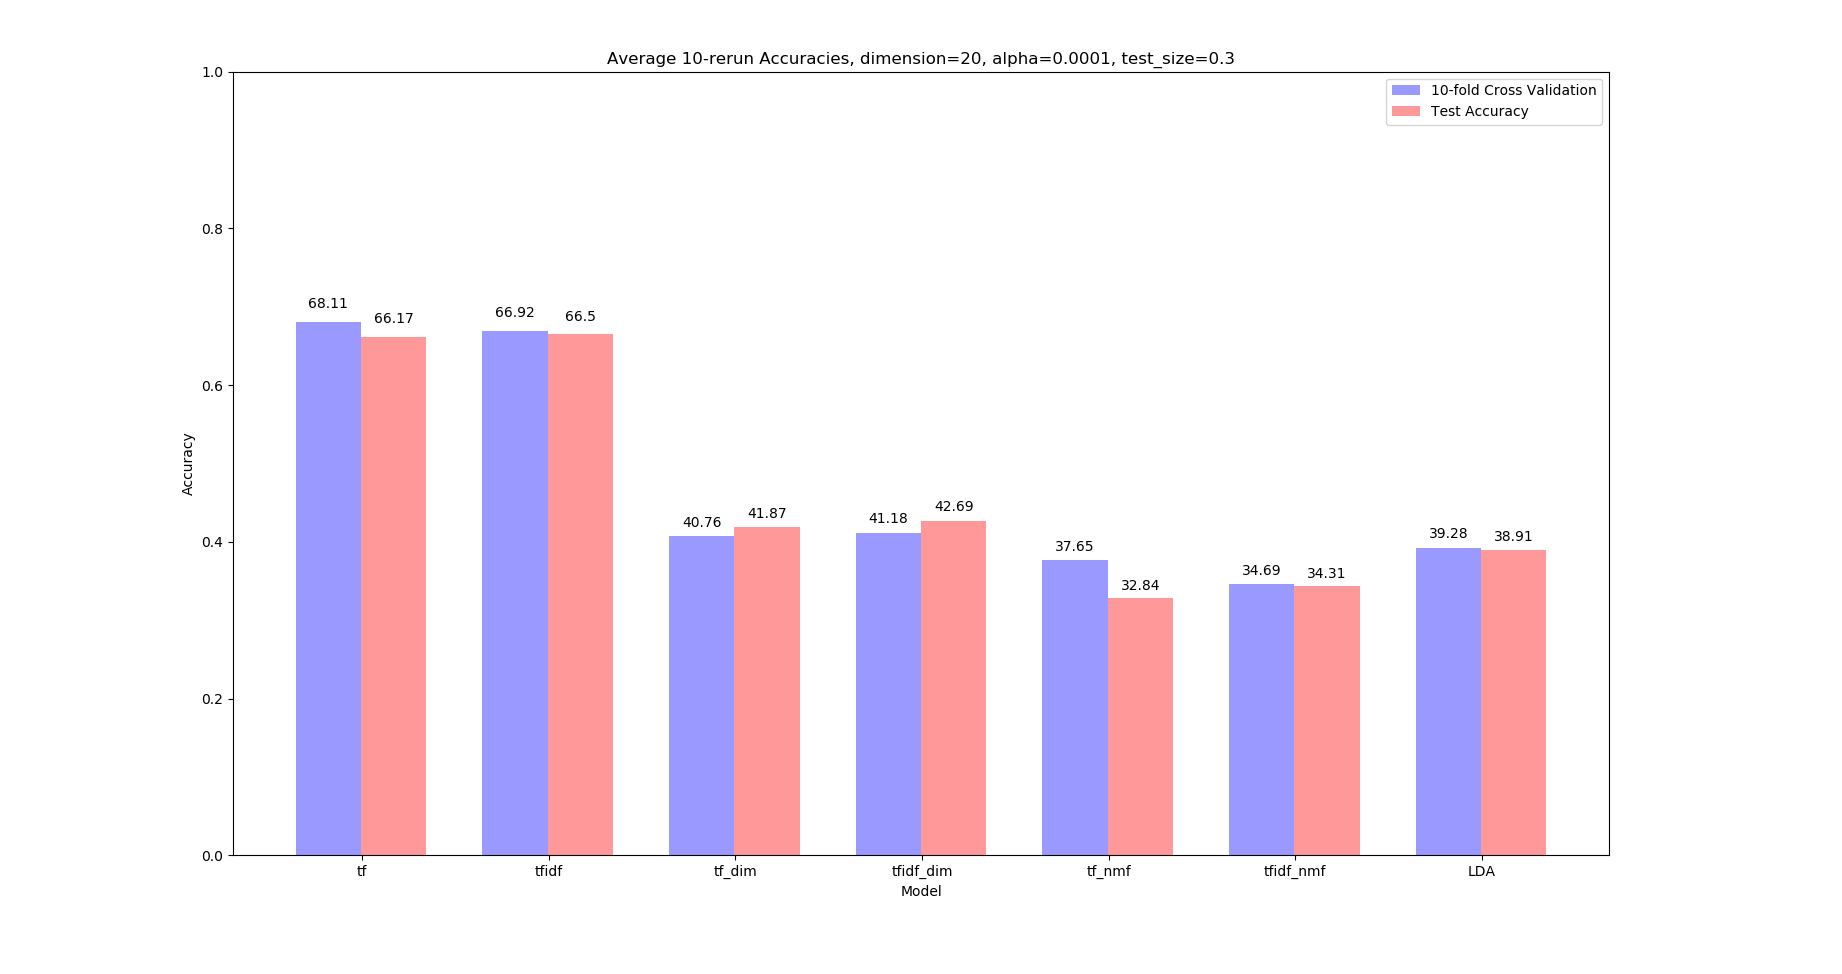 Average 10-rerun Accuracies, dimension=20, alpha=0.0001, test_size=0.3
10-fold Cross Validation
Test Accuracy
1.0
0.8
0.6
0.4
0.2
0.0
Accuracy
68.11
66.17
66.92
66.5
40.76
41.87
41.18
42.69
37.65
32.84
34.69
34.31
39.28
38.91
tf
tfidf
tf_dim
tfidf_dim
tf_nmf
tfidf_nmf
LDA
Model